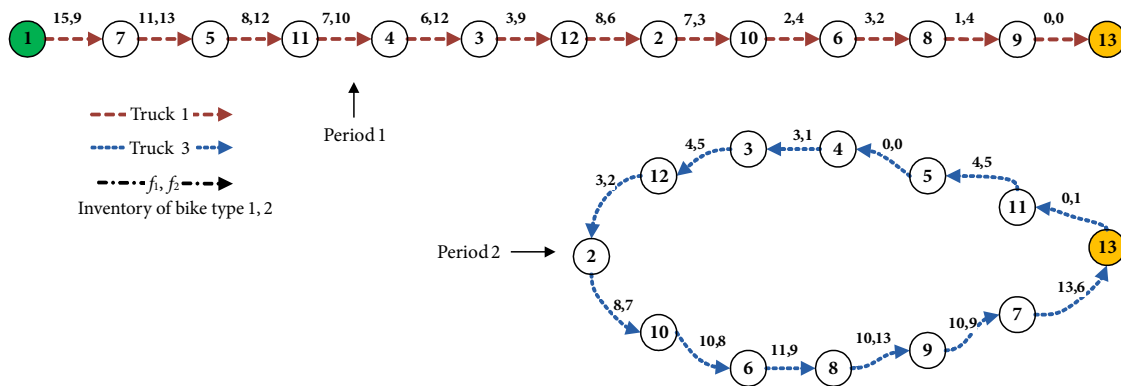 15,9 11,13 8,12 7,10 6,12 3,9 8,6 7,3 2,4 3,2 1,4 0,0
1 7 5 11 4 3 12 2 10 6 8 9 13
Truck 1
Period 1
Truck 3
f1, f2
Inventory of bike type 1, 2
4,5 3,1 0,0 4,5
3 4 5
3,2 12 11 0,1
Period 2 2 13
8,7 13,6
10 10,8 11,9 10,13 10,9 7
6 8 9